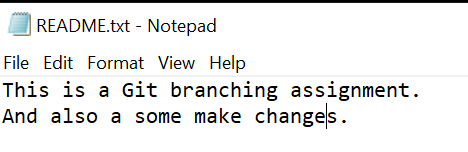 README.txt - Notepad
File Edit Format View Help
This is a Git branching assignment.
And also a some make changes.